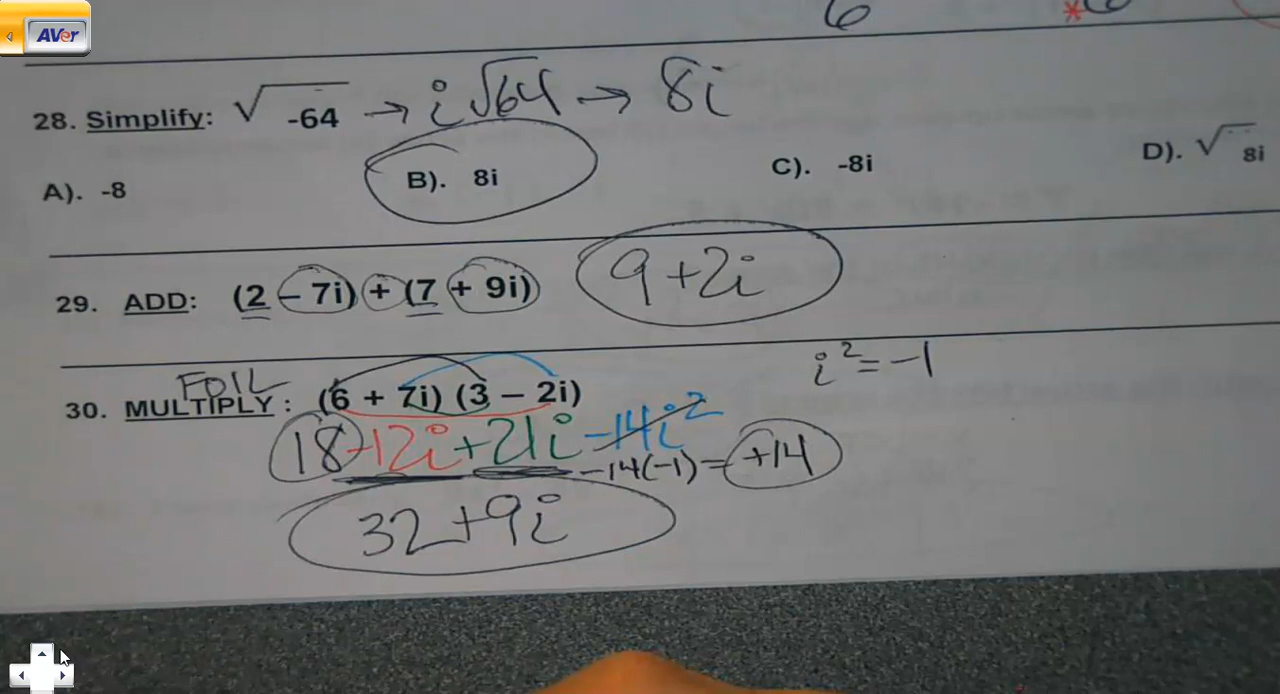 AVer
6
*
28. Simplify: √-64 → i√64 → 8i
A). -8 B). 8i C). -8i D). √8i
29. ADD: (2 - 7i) + (7 + 9i) 9 + 2i
i² = -1
FOIL
30. MULTIPLY : (6 + 7i) (3 - 2i)
18 -12i +21i -14i²
-14(-1) = +14
32 + 9i